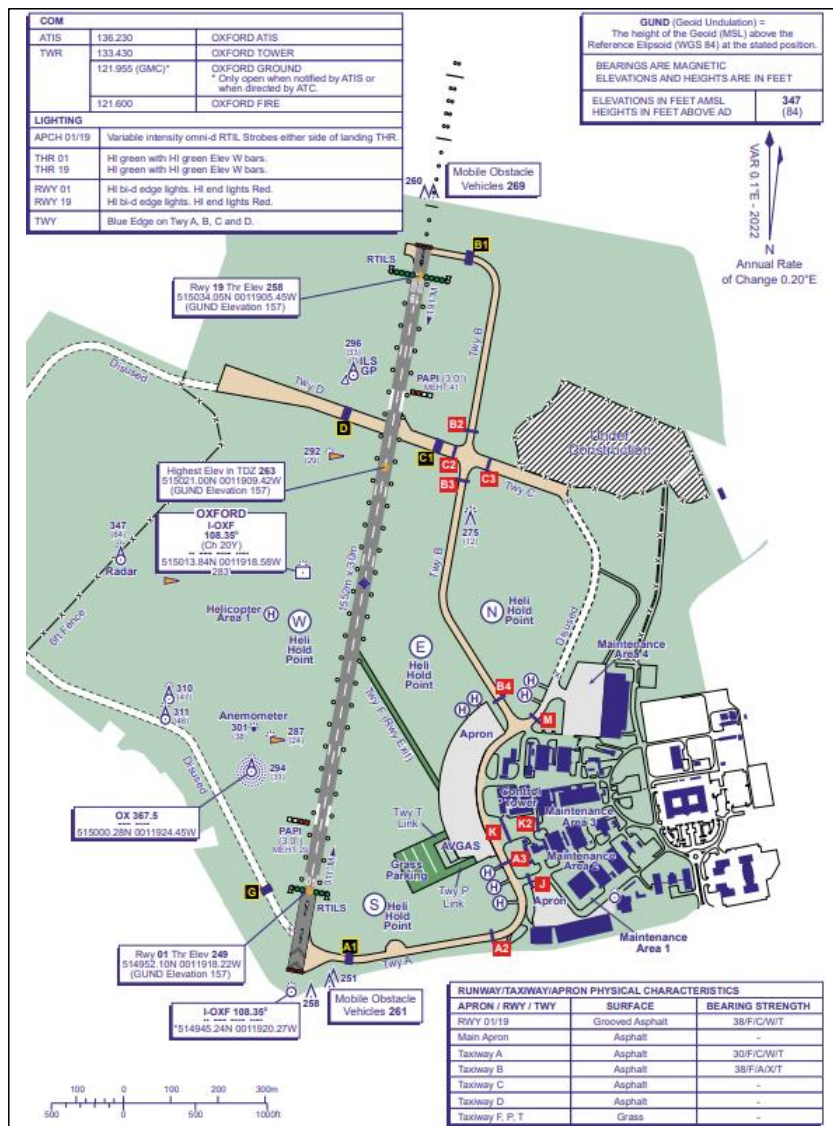 COM
ATIS 136.230 OXFORD ATIS
TWR 133.430 OXFORD TOWER
121.955 (GMC)* OXFORD GROUND
* Only open when notified by ATIS or
when directed by ATC.
121.600 OXFORD FIRE
LIGHTING
APCH 01/19 Variable intensity omni-d RTIL Strobes either side of landing THR.
THR 01 HI green with HI green Elev W bars.
THR 19 HI green with HI green Elev W bars.
RWY 01 HI bi-d edge lights. HI end lights Red.
RWY 19 HI bi-d edge lights. HI end lights Red.
TWY Blue Edge on Twy A, B, C and D.
GUND (Geoid Undulation) =
The height of the Geoid (MSL) above the
Reference Elipsoid (WGS 84) at the stated position.
BEARINGS ARE MAGNETIC
ELEVATIONS AND HEIGHTS ARE IN FEET
ELEVATIONS IN FEET AMSL 347
HEIGHTS IN FEET ABOVE AD (84)
VAR 0.1°E - 2022
N
Annual Rate
of Change 0.20°E
260
Mobile Obstacle
Vehicles 269
B1
RTILS
Rwy 19 Thr Elev 258
515034.05N 0011905.45W
(GUND Elevation 157)
191°M
Twy B
296
(33)
ILS
GP
PAPI (3.0°)
MEHT 41
Disused
Twy D
D
B2
C1
C2
C3
B3
Twy C
Under
Construction
292
(29)
Highest Elev in TDZ 263
515021.00N 0011909.42W
(GUND Elevation 157)
275
(12)
OXFORD
I-OXF
108.35°
(Ch 20Y)
515013.84N 0011918.58W
283'
347
(84)
Radar
1552m x 30m
Twy B
6ft Fence
Helicopter
Area 1
H
W
Heli
Hold
Point
N
Heli
Hold
Point
E
Heli
Hold
Point
Disused
Maintenance
Area 4
310
(47)
311
(48)
Twy F (Rwy Exit)
B4
H
H
H
H
M
Anemometer
301
(38)
287
(24)
Apron
294
(31)
Disused
OX 367.5
515000.28N 0011924.45W
Control
Tower
Maintenance
Area 3
Twy T
Link
K
K2
PAPI
(3.0°)
MEHT 29
011°M
AVGAS
A3
Maintenance
Area 2
Grass
Parking
Twy P
Link
H
H
H
J
Apron
G
RTILS
S
Heli
Hold
Point
Maintenance
Area 1
Rwy 01 Thr Elev 249
514952.10N 0011918.22W
(GUND Elevation 157)
A1
Twy A
A2
251
258
Mobile Obstacle
Vehicles 261
I-OXF 108.35°
*514945.24N 0011920.27W
100 0 100 200 300m
500 0 500 1000ft
RUNWAY/TAXIWAY/APRON PHYSICAL CHARACTERISTICS
APRON / RWY / TWY SURFACE BEARING STRENGTH
RWY 01/19 Grooved Asphalt 38/F/C/W/T
Main Apron Asphalt -
Taxiway A Asphalt 30/F/C/W/T
Taxiway B Asphalt 38/F/A/X/T
Taxiway C Asphalt -
Taxiway D Asphalt -
Taxiway F, P, T Grass -